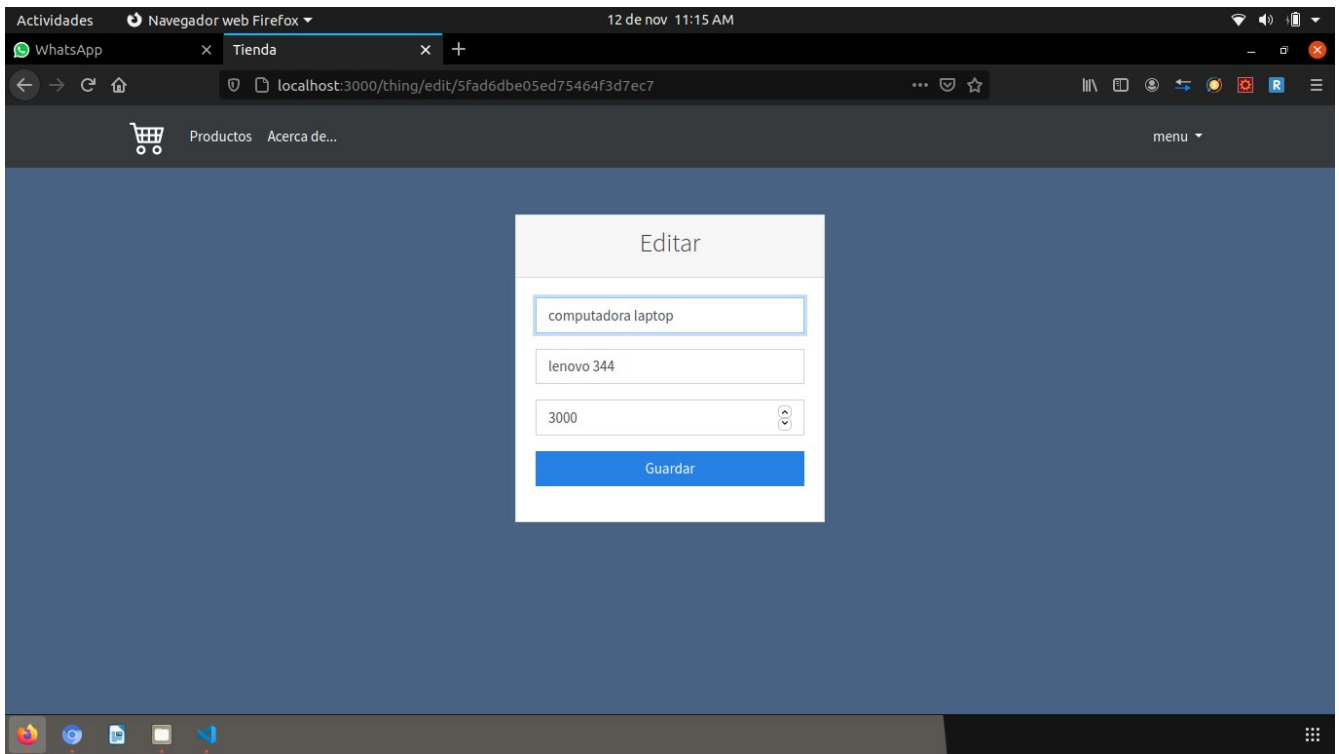 Actividades Navegador web Firefox 12 de nov 11:15 AM
WhatsApp Tienda
localhost:3000/thing/edit/5fad6dbe05ed75464f3d7ec7
R
Productos Acerca de... menu
Editar
computadora laptop
lenovo 344
3000
Guardar